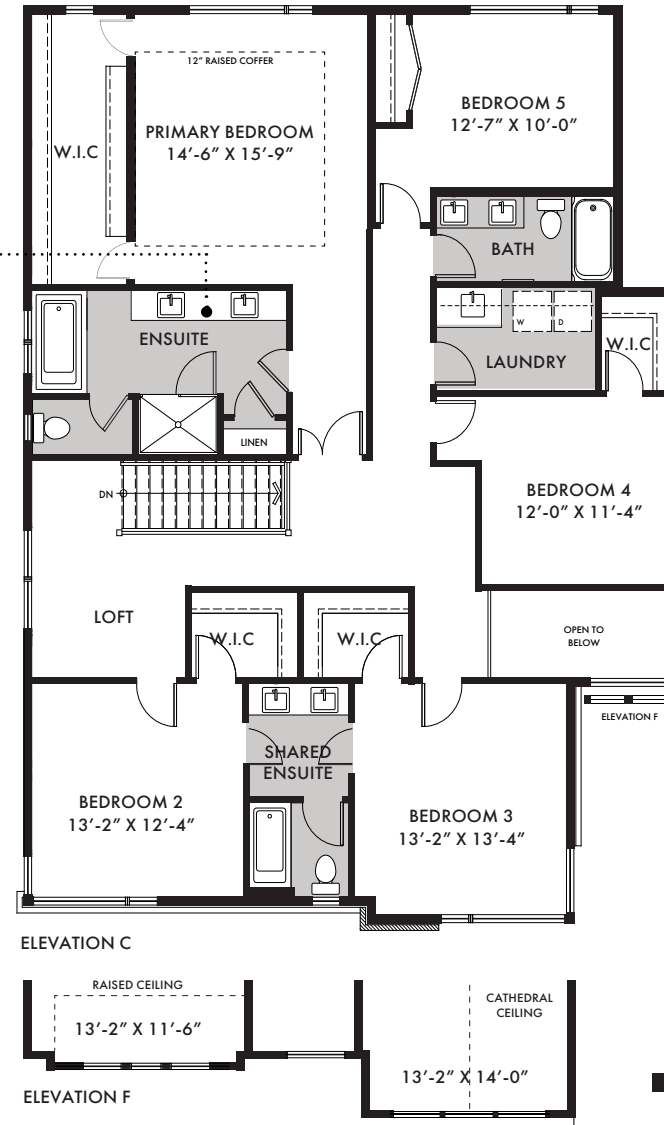 12" RAISED COFFER
PRIMARY BEDROOM
14'-6" X 15'-9"
W.I.C
BEDROOM 5
12'-7" X 10'-0"
BATH
ENSUITE
LINEN
W
D
LAUNDRY
W.I.C
DN
BEDROOM 4
12'-0" X 11'-4"
LOFT
W.I.C
W.I.C
OPEN TO
BELOW
ELEVATION F
SHARED
ENSUITE
BEDROOM 2
13'-2" X 12'-4"
BEDROOM 3
13'-2" X 13'-4"
ELEVATION C
RAISED CEILING
13'-2" X 11'-6"
CATHEDRAL
CEILING
13'-2" X 14'-0"
ELEVATION F